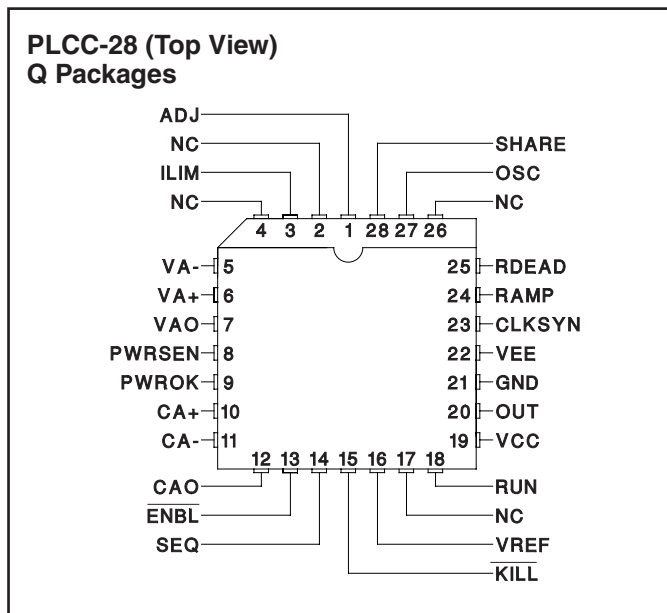 PLCC-28 (Top View)
Q Packages
ADJ
NC
ILIM
NC
SHARE
OSC
NC
4 3 2 1 28 27 26
VA- 5
VA+ 6
VAO 7
PWRSEN 8
PWROK 9
CA+ 10
CA- 11
25 RDEAD
24 RAMP
23 CLKSYN
22 VEE
21 GND
20 OUT
19 VCC
12 13 14 15 16 17 18
CAO
ENBL
SEQ
RUN
NC
VREF
KILL